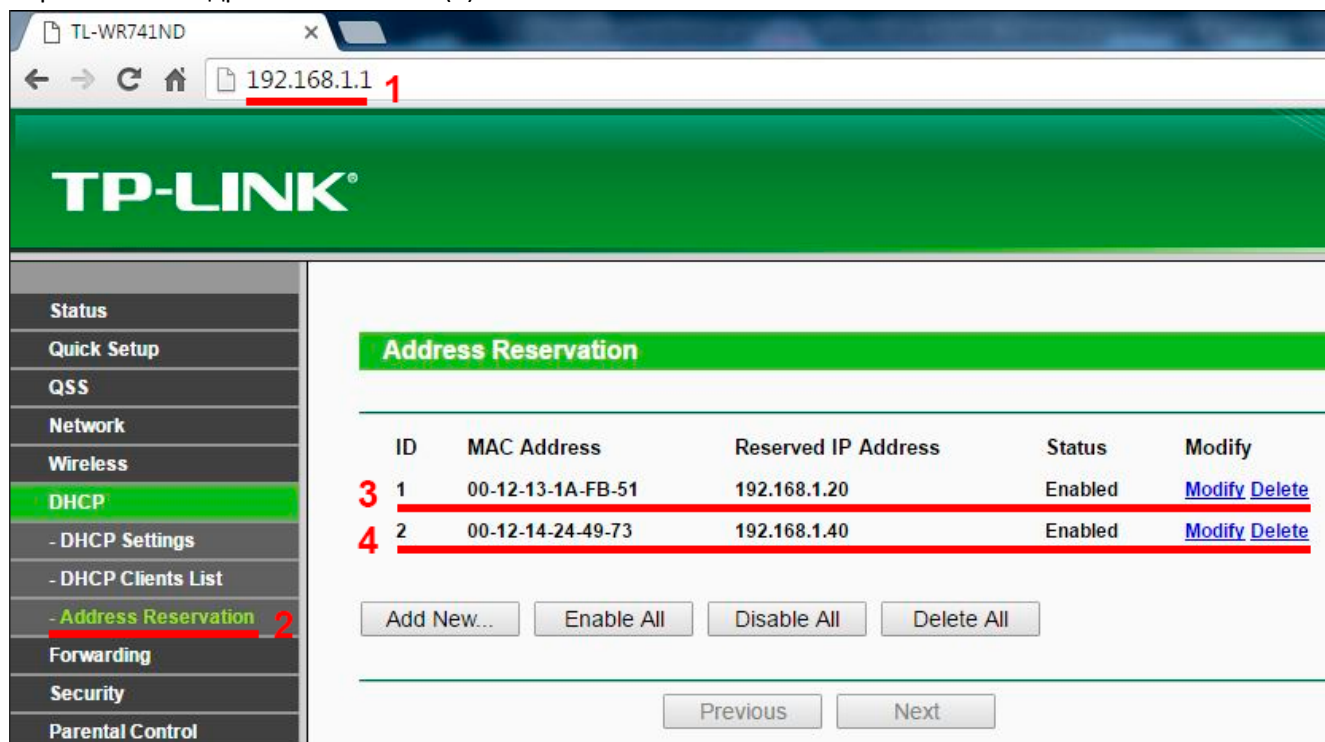 TL-WR741ND
192.168.1.1 1
TP-LINK®
Status
Quick Setup
QSS
Network
Wireless
DHCP
- DHCP Settings
- DHCP Clients List
- Address Reservation 2
Forwarding
Security
Parental Control
Address Reservation
ID MAC Address Reserved IP Address Status Modify
3 1 00-12-13-1A-FB-51 192.168.1.20 Enabled Modify Delete
4 2 00-12-14-24-49-73 192.168.1.40 Enabled Modify Delete
Add New... Enable All Disable All Delete All
Previous Next